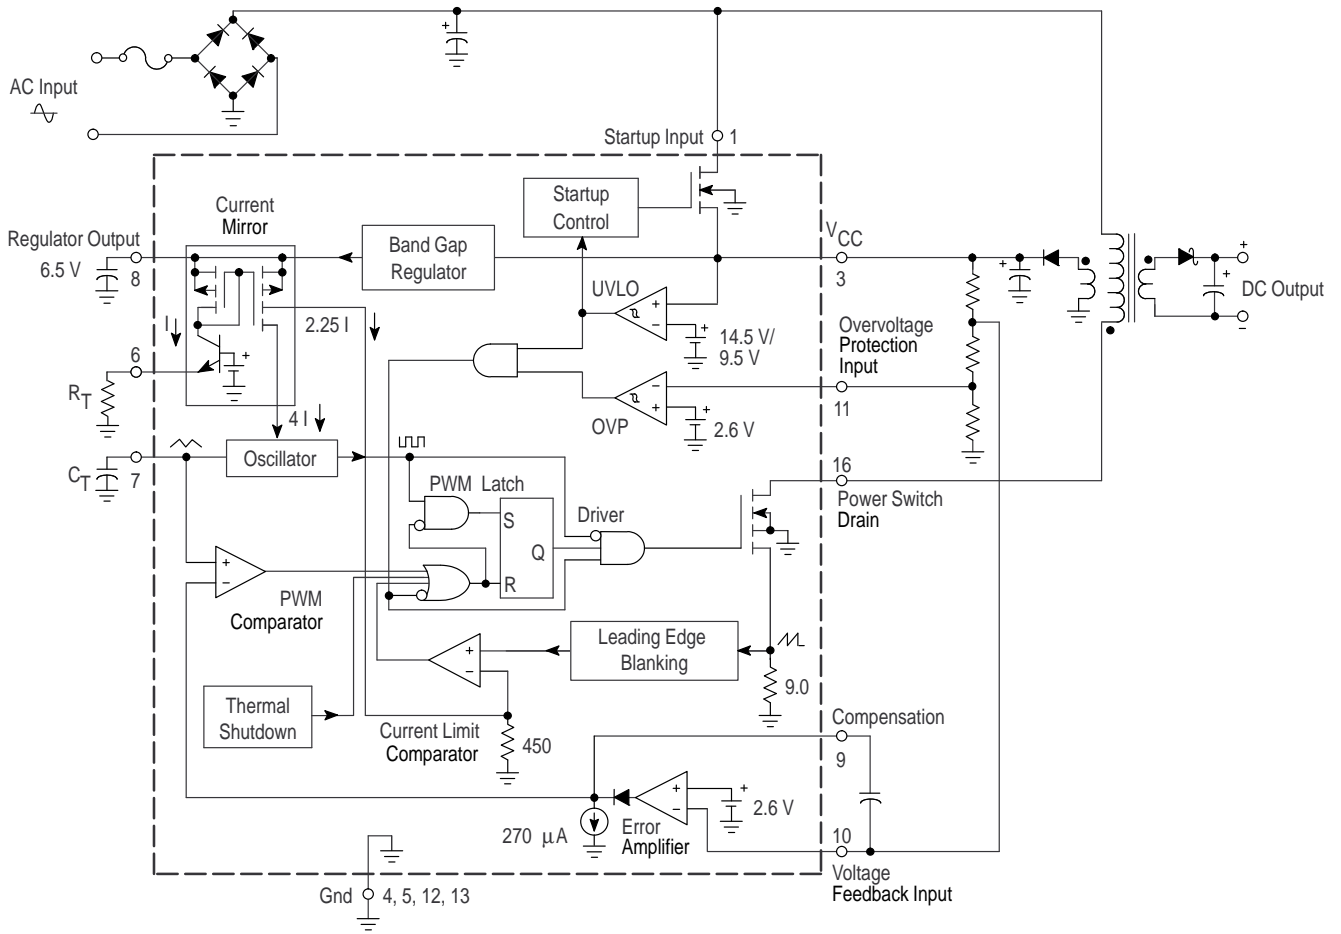 AC Input
Startup Input
1
Current
Mirror
Startup
Control
Regulator Output
6.5 V
8
Band Gap
Regulator
VCC
3
DC Output
+
−
UVLO
+
−
14.5 V/
9.5 V
I
2.25 I
Overvoltage
Protection
Input
11
6
RT
4 I
OVP
−
+
2.6 V
CT
7
Oscillator
16
Power Switch
Drain
PWM Latch
S
Q
R
Driver
+
−
PWM
Comparator
+
−
Leading Edge
Blanking
9.0
Thermal
Shutdown
Current Limit
Comparator
450
Compensation
9
+
−
2.6 V
270 µA
Error
Amplifier
10
Voltage
Feedback Input
Gnd
4, 5, 12, 13